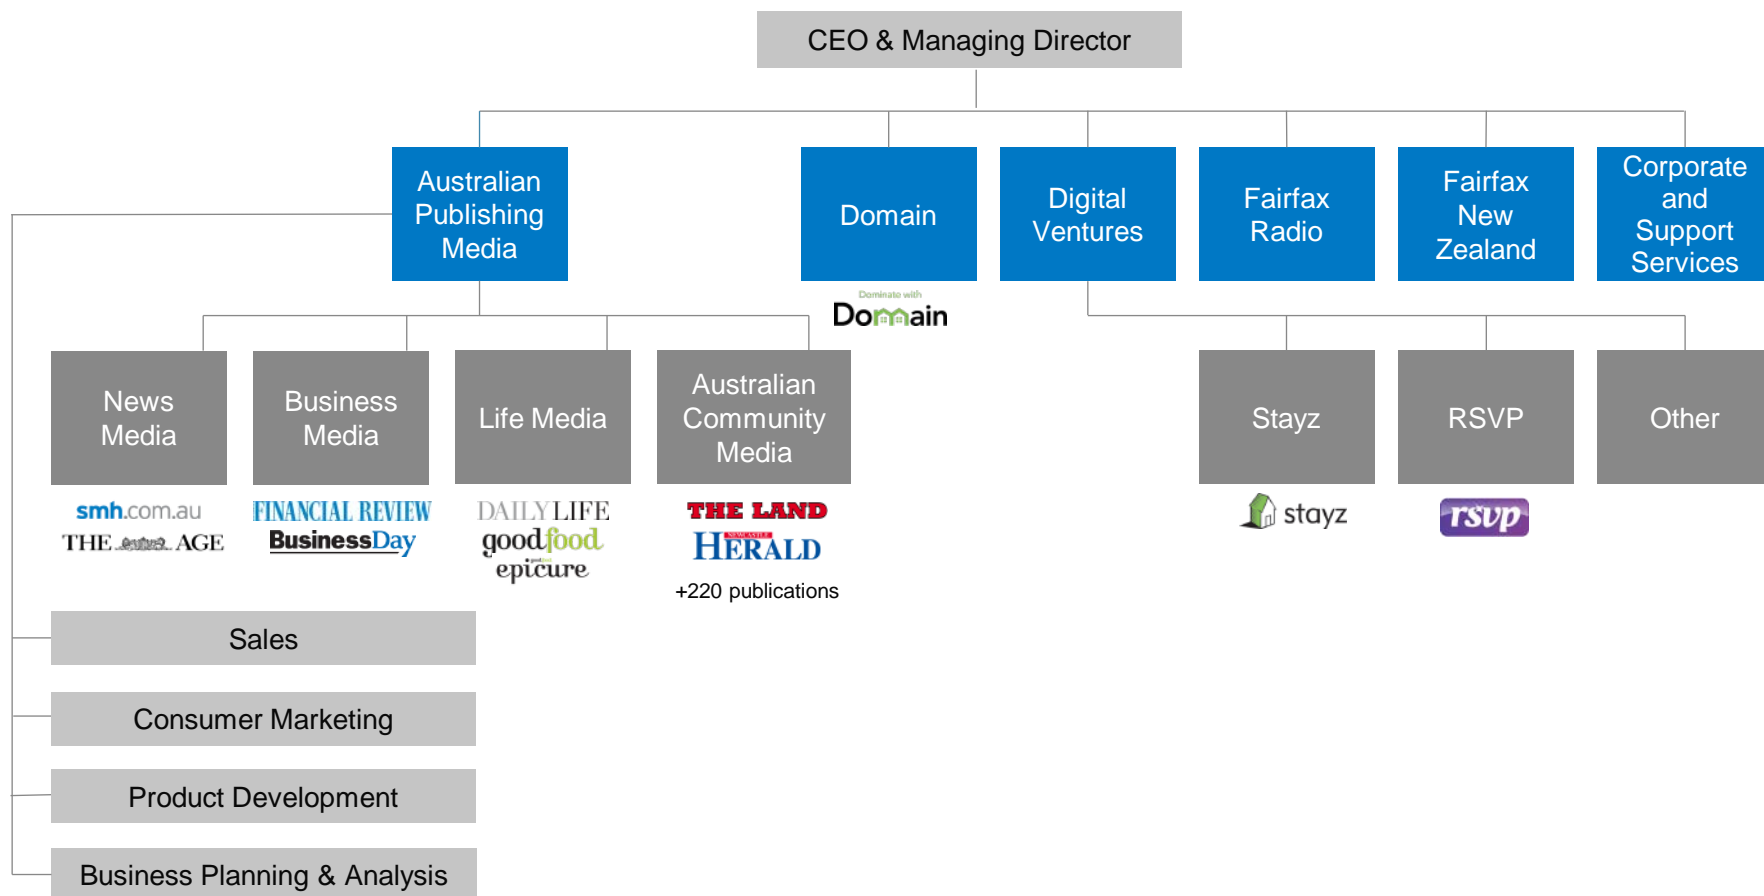 CEO & Managing Director
Australian
Publishing
Media
Domain
Digital
Ventures
Fairfax
Radio
Fairfax
New
Zealand
Corporate
and
Support
Services
Dominate with
Domain
News
Media
Business
Media
Life Media
Australian
Community
Media
Stayz
RSVP
Other
smh.com.au
THE AGE
FINANCIAL REVIEW
BusinessDay
DAILY LIFE
goodfood
goodfood
epicure
THE LAND
NEWCASTLE
HERALD
+220 publications
stayz
rsvp
Sales
Consumer Marketing
Product Development
Business Planning & Analysis